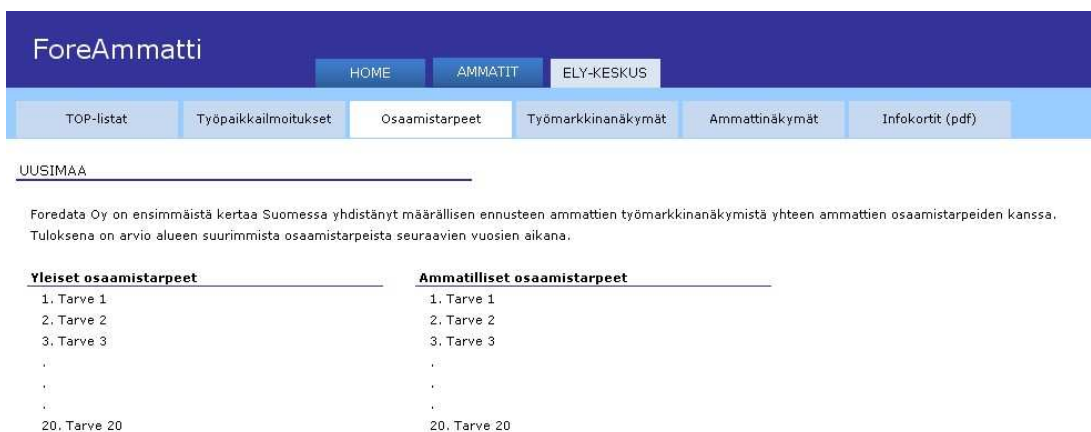 ForeAmmatti
HOME AMMATIT ELY-KESKUS
TOP-listat Työpaikkailmoitukset Osaamistarpeet Työmarkkinanäkymät Ammattinäkymät Infokortit (pdf)
UUSIMAA
Foredata Oy on ensimmäistä kertaa Suomessa yhdistänyt määrällisen ennusteen ammattien työmarkkinanäkymistä yhteen ammattien osaamistarpeiden kanssa.
Tuloksena on arvio alueen suurimmista osaamistarpeista seuraavien vuosien aikana.
Yleiset osaamistarpeet
1. Tarve 1
2. Tarve 2
3. Tarve 3
.
.
.
20. Tarve 20
Ammatilliset osaamistarpeet
1. Tarve 1
2. Tarve 2
3. Tarve 3
.
.
.
20. Tarve 20